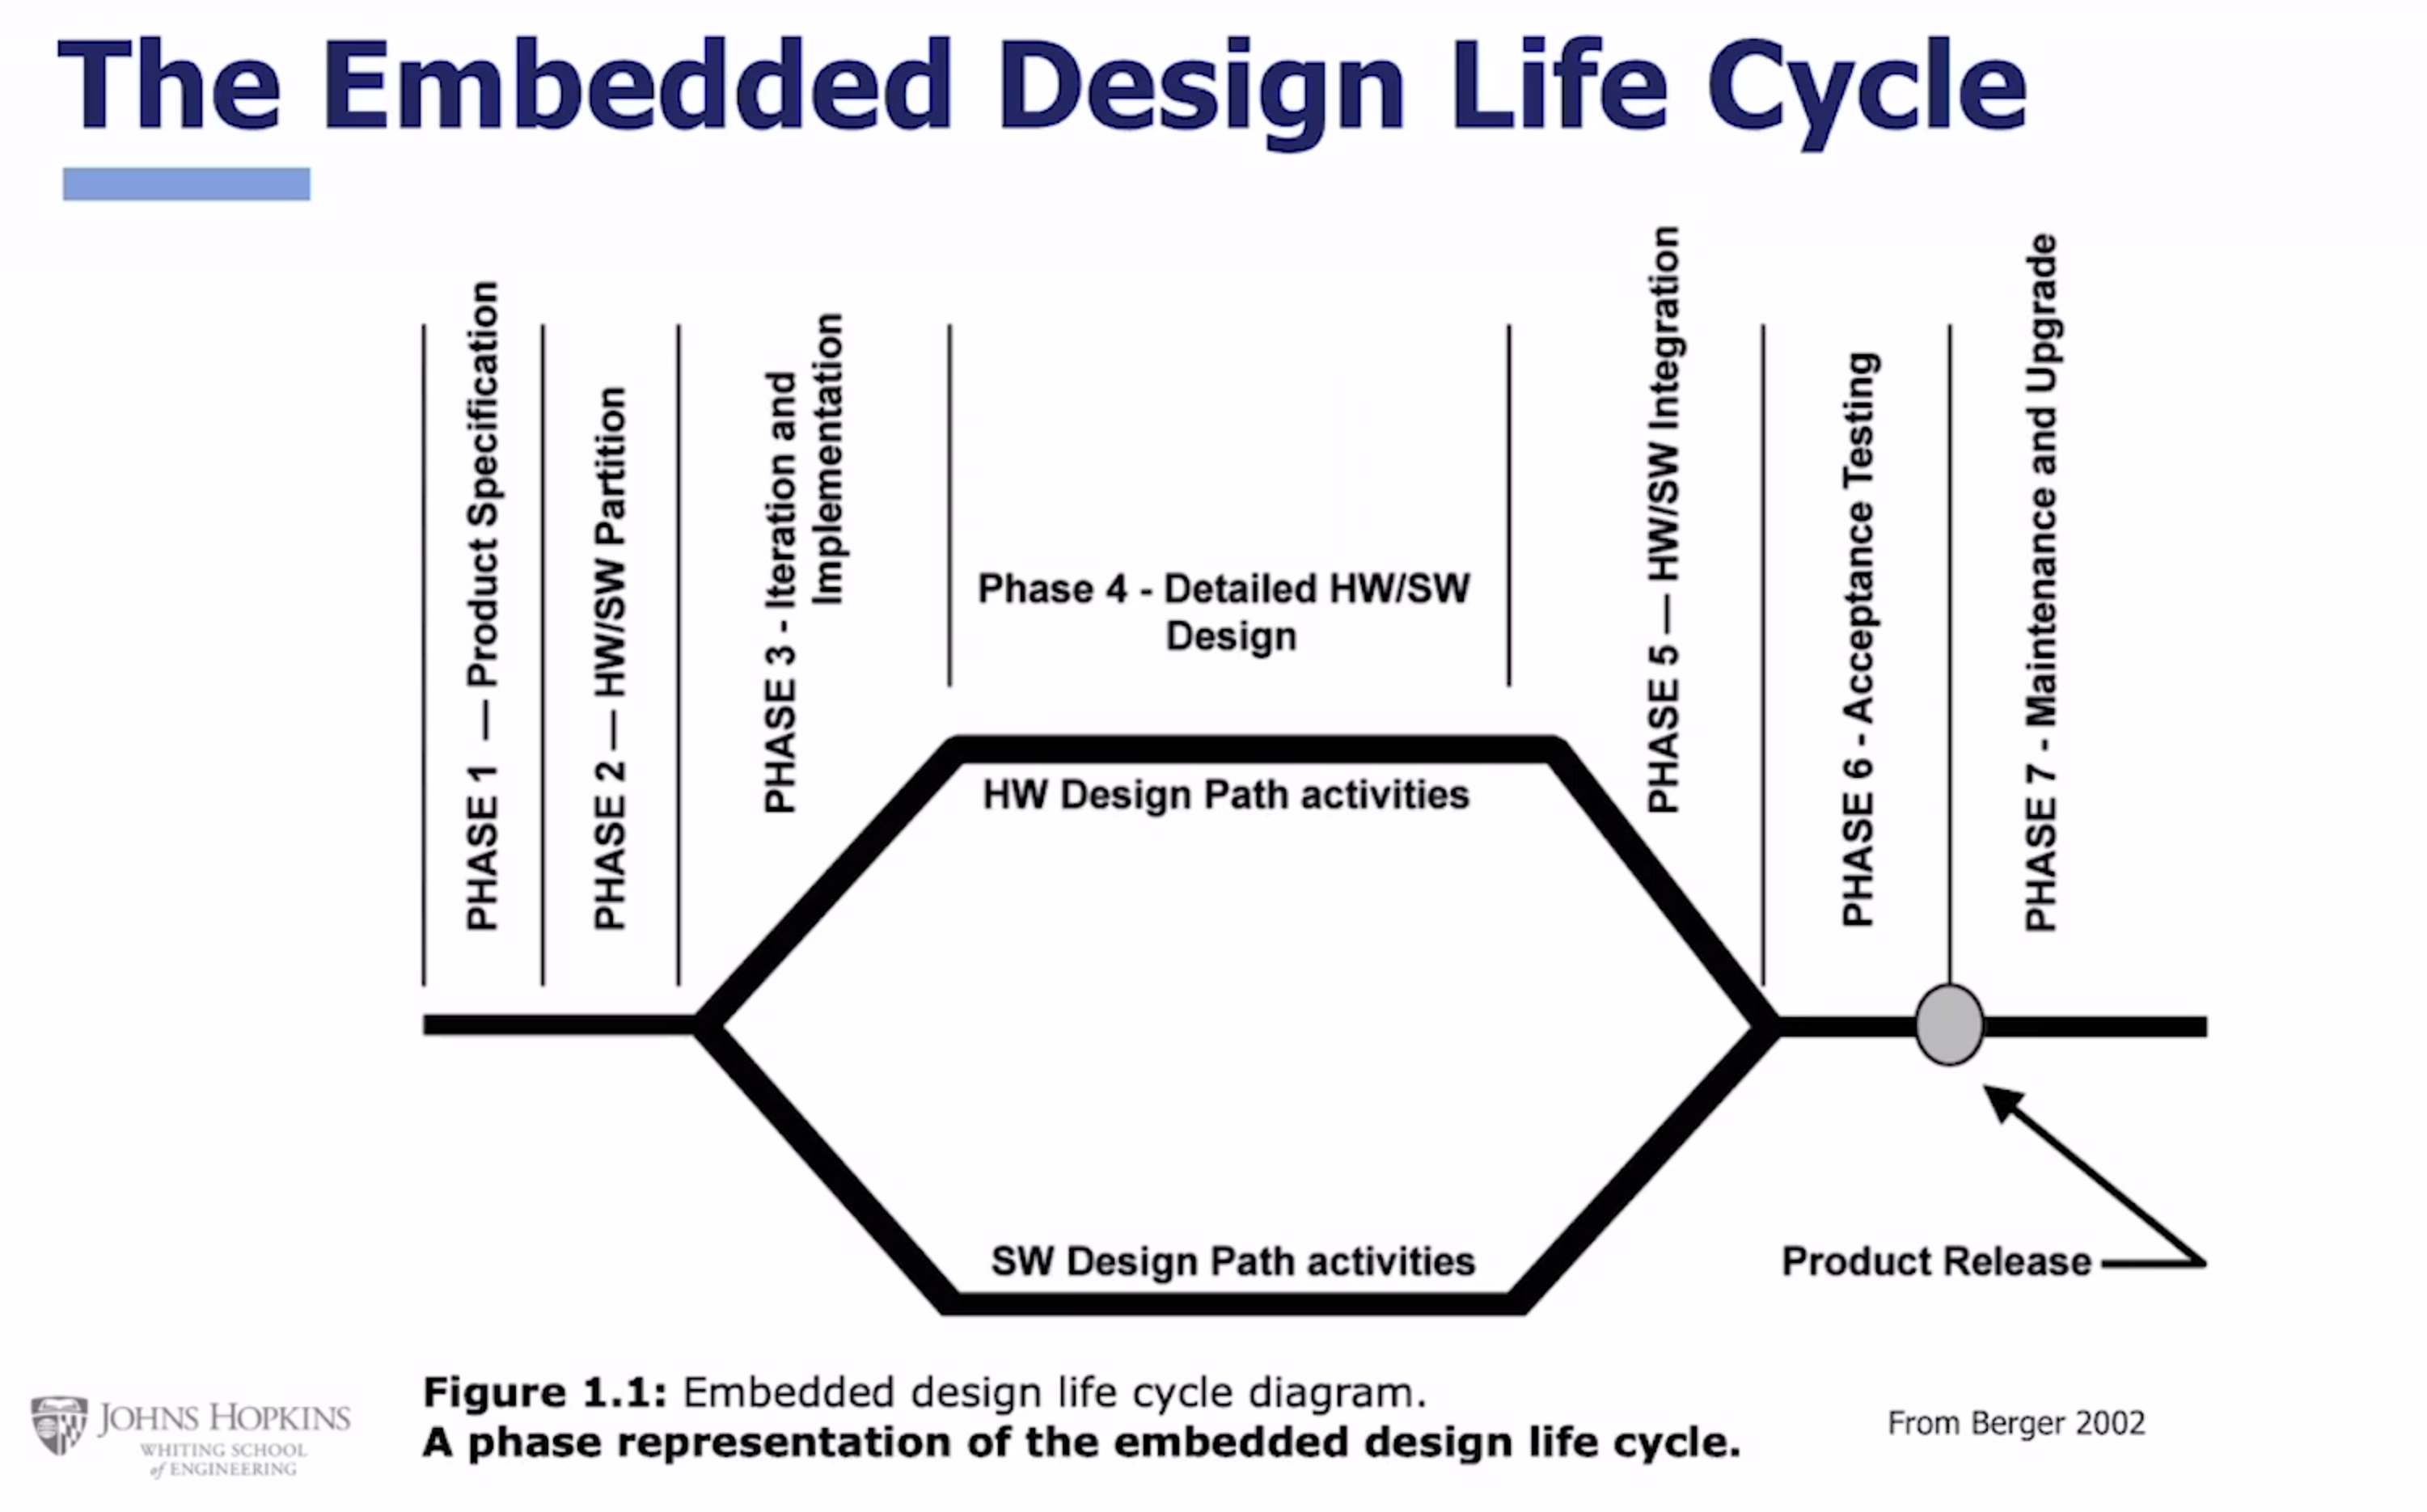 The Embedded Design Life Cycle
PHASE 1 — Product Specification
PHASE 2 — HW/SW Partition
PHASE 3 - Iteration and
Implementation
Phase 4 - Detailed HW/SW
Design
PHASE 5 — HW/SW Integration
PHASE 6 - Acceptance Testing
PHASE 7 - Maintenance and Upgrade
HW Design Path activities
SW Design Path activities
Product Release
Figure 1.1: Embedded design life cycle diagram.
A phase representation of the embedded design life cycle.
From Berger 2002
JOHNS HOPKINS
WHITING SCHOOL
of ENGINEERING